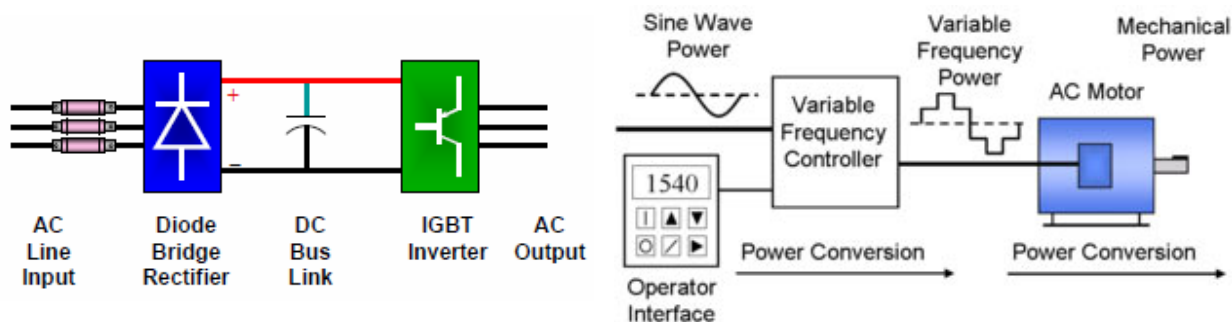 +
−
AC
Line
Input
Diode
Bridge
Rectifier
DC
Bus
Link
IGBT
Inverter
AC
Output
Sine Wave
Power
Variable
Frequency
Controller
Variable
Frequency
Power
Mechanical
Power
AC Motor
1540
Operator
Interface
Power Conversion
Power Conversion